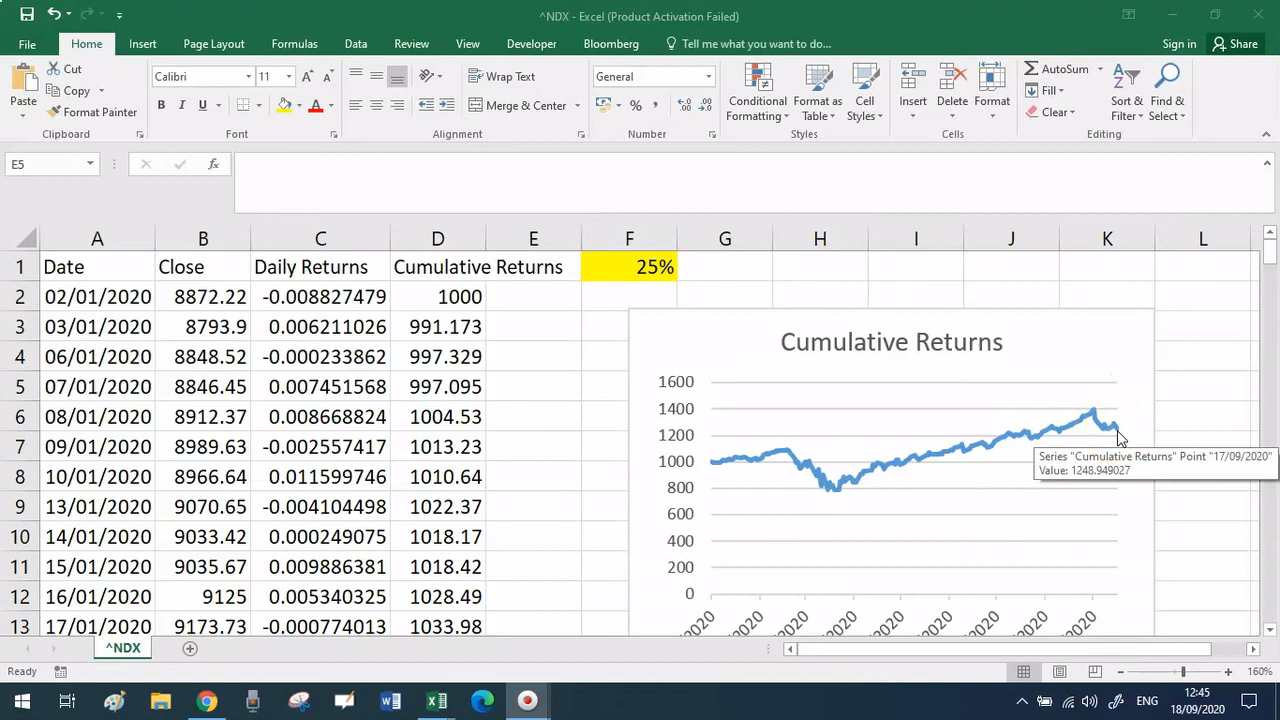 ^NDX - Excel (Product Activation Failed)
File Home Insert Page Layout Formulas Data Review View Developer Bloomberg Tell me what you want to do... Sign in Share
Paste
Cut
Copy
Format Painter
Clipboard
Calibri 11
B I U
Font
Wrap Text
Merge & Center
Alignment
General
Number
Conditional Formatting
Format as Table
Cell Styles
Styles
Insert Delete Format
Cells
AutoSum
Fill
Clear
Sort & Filter
Find & Select
Editing
E5 fx
A B C D E F G H I J K L
1 Date Close Daily Returns Cumulative Returns 25%
2 02/01/2020 8872.22 -0.008827479 1000
3 03/01/2020 8793.9 0.006211026 991.173
4 06/01/2020 8848.52 -0.000233862 997.329
5 07/01/2020 8846.45 0.007451568 997.095
6 08/01/2020 8912.37 0.008668824 1004.53
7 09/01/2020 8989.63 -0.002557417 1013.23
8 10/01/2020 8966.64 0.011599746 1010.64
9 13/01/2020 9070.65 -0.004104498 1022.37
10 14/01/2020 9033.42 0.000249075 1018.17
11 15/01/2020 9035.67 0.009886381 1018.42
12 16/01/2020 9125 0.005340325 1028.49
13 17/01/2020 9173.73 -0.000774013 1033.98
Cumulative Returns
1600
1400
1200
1000
800
600
400
200
0
2020 2020 2020 2020 2020 2020 2020 2020 2020
Series "Cumulative Returns" Point "17/09/2020"
Value: 1248.949027
^NDX
Ready 160%
ENG
12:45
18/09/2020